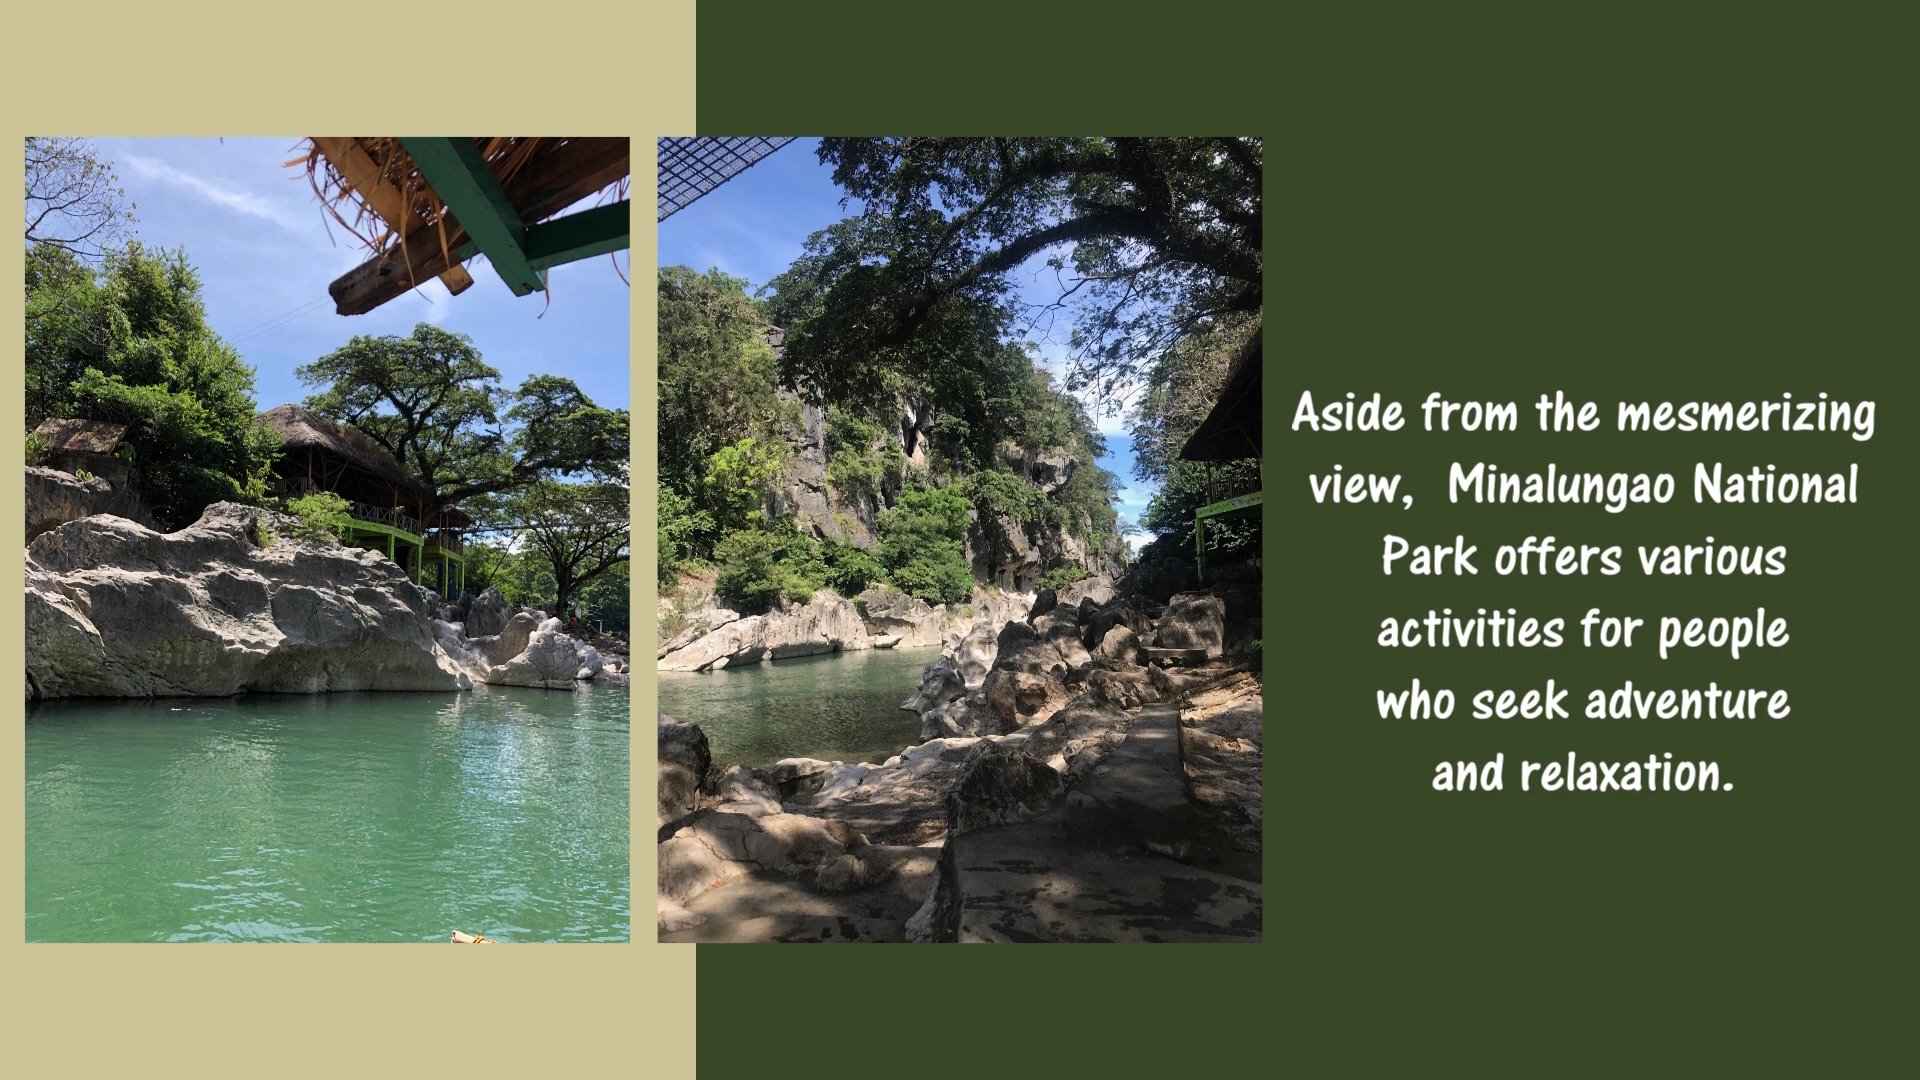 Aside from the mesmerizing
view,  Minalungao National
Park offers various
activities for people
who seek adventure
and relaxation.